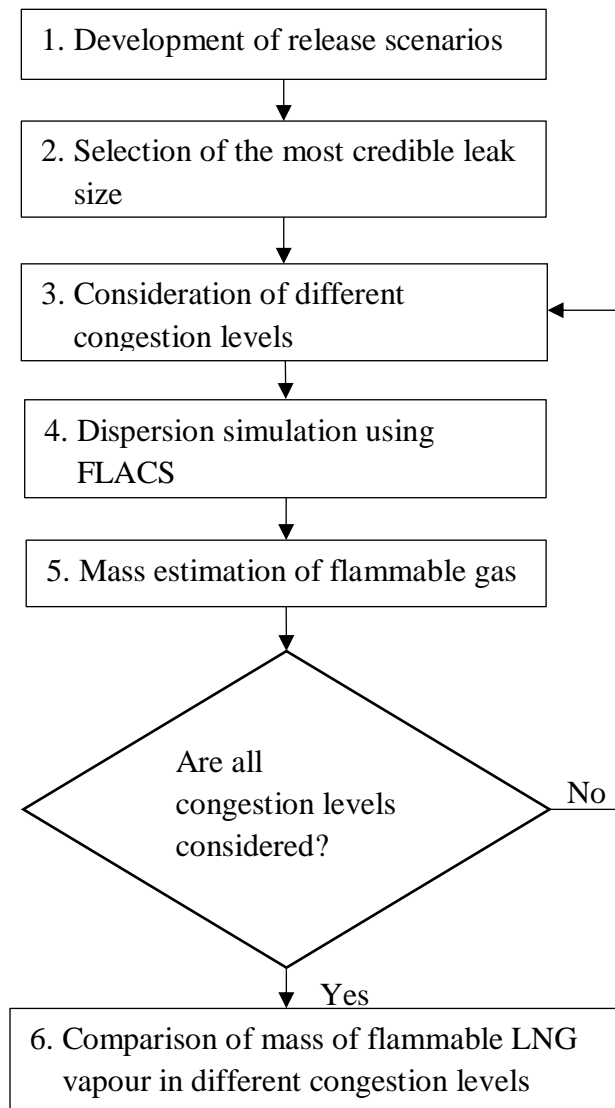 1. Development of release scenarios
2. Selection of the most credible leak
size
3. Consideration of different
congestion levels
4. Dispersion simulation using
FLACS
5. Mass estimation of flammable gas
Are all
congestion levels
considered?
No
Yes
6. Comparison of mass of flammable LNG
vapour in different congestion levels